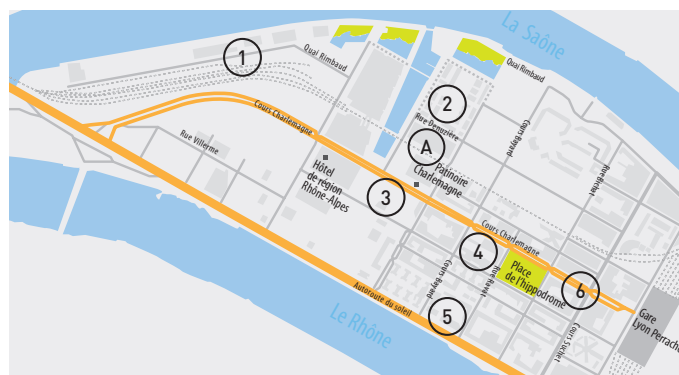 La Saône
Quai Rimbaud
Quai Rimbaud
1
2
Cours Charlemagne
Rue Denuzière
Cours Bayard
Rue Villerme
A
Hôtel
de région
Rhône-Alpes
Patinoire
Charlemagne
Rue Bichat
3
Cours Charlemagne
4
Place
de l'hippodrome
Cours Bayard
Rue Ravat
6
Autoroute du soleil
5
Le Rhône
Cours Suchet
Gare
Lyon Perrache